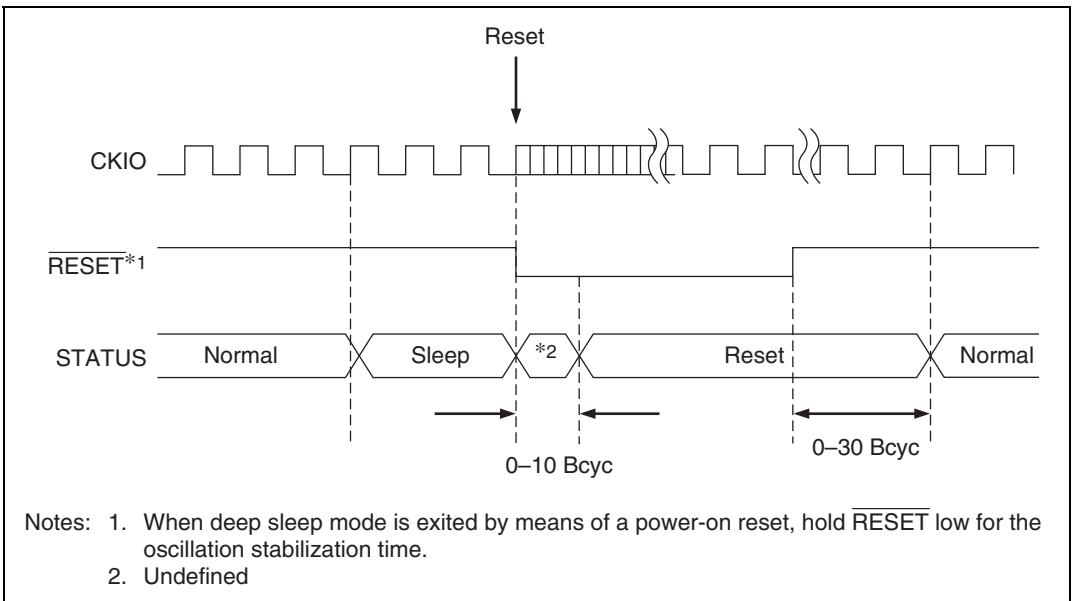 Reset
CKIO
RESET*1
STATUS Normal Sleep *2 Reset Normal
0–10 Bcyc
0–30 Bcyc
Notes: 1. When deep sleep mode is exited by means of a power-on reset, hold RESET low for the
oscillation stabilization time.
2. Undefined